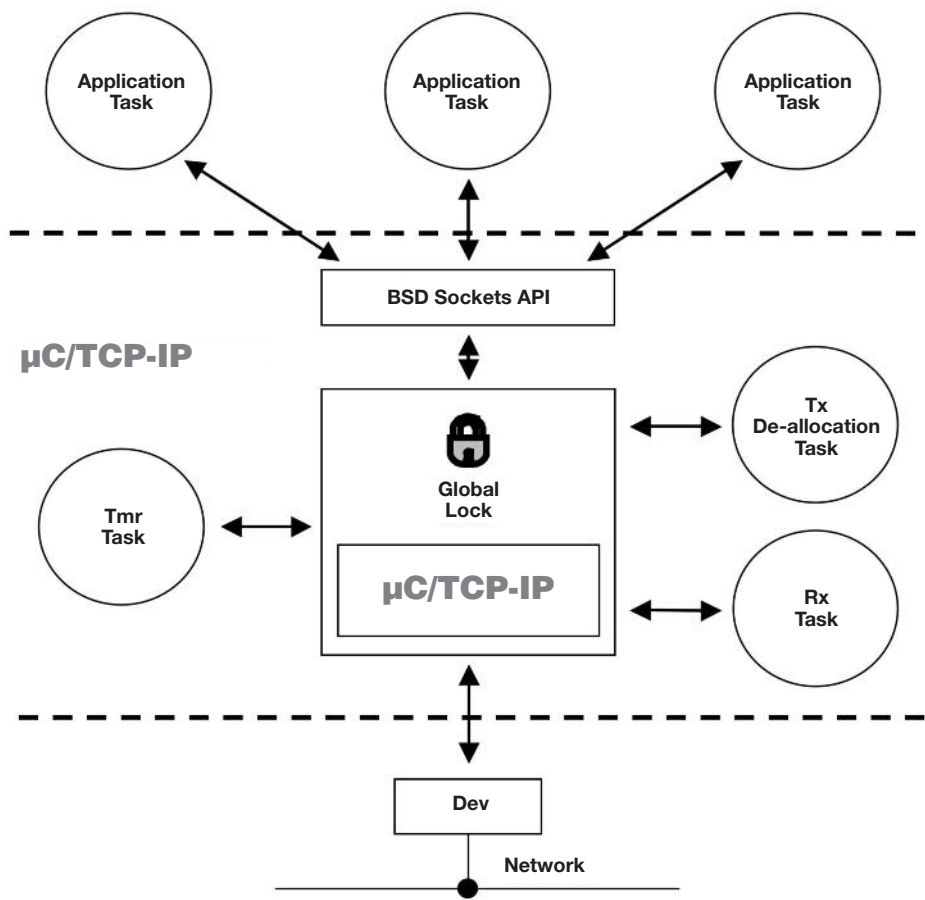 Application
Task
Application
Task
Application
Task
BSD Sockets API
µC/TCP-IP
Tx
De-allocation
Task
Global
Lock
Tmr
Task
µC/TCP-IP
Rx
Task
Dev
Network